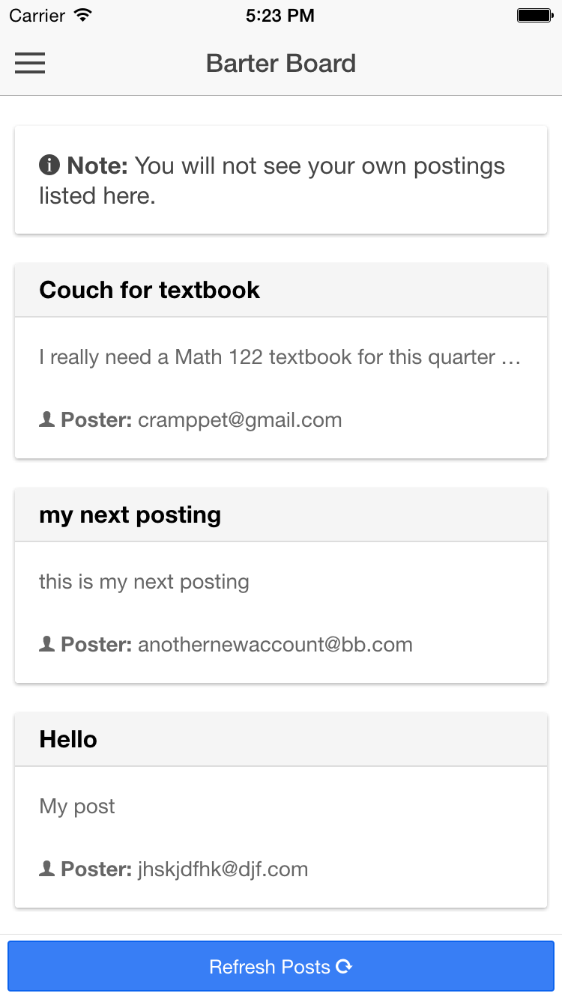 Carrier 5:23 PM
Barter Board
Note: You will not see your own postings
listed here.
Couch for textbook
I really need a Math 122 textbook for this quarter ...
Poster: cramppet@gmail.com
my next posting
this is my next posting
Poster: anothernewaccount@bb.com
Hello
My post
Poster: jhskjdfhk@djf.com
Refresh Posts